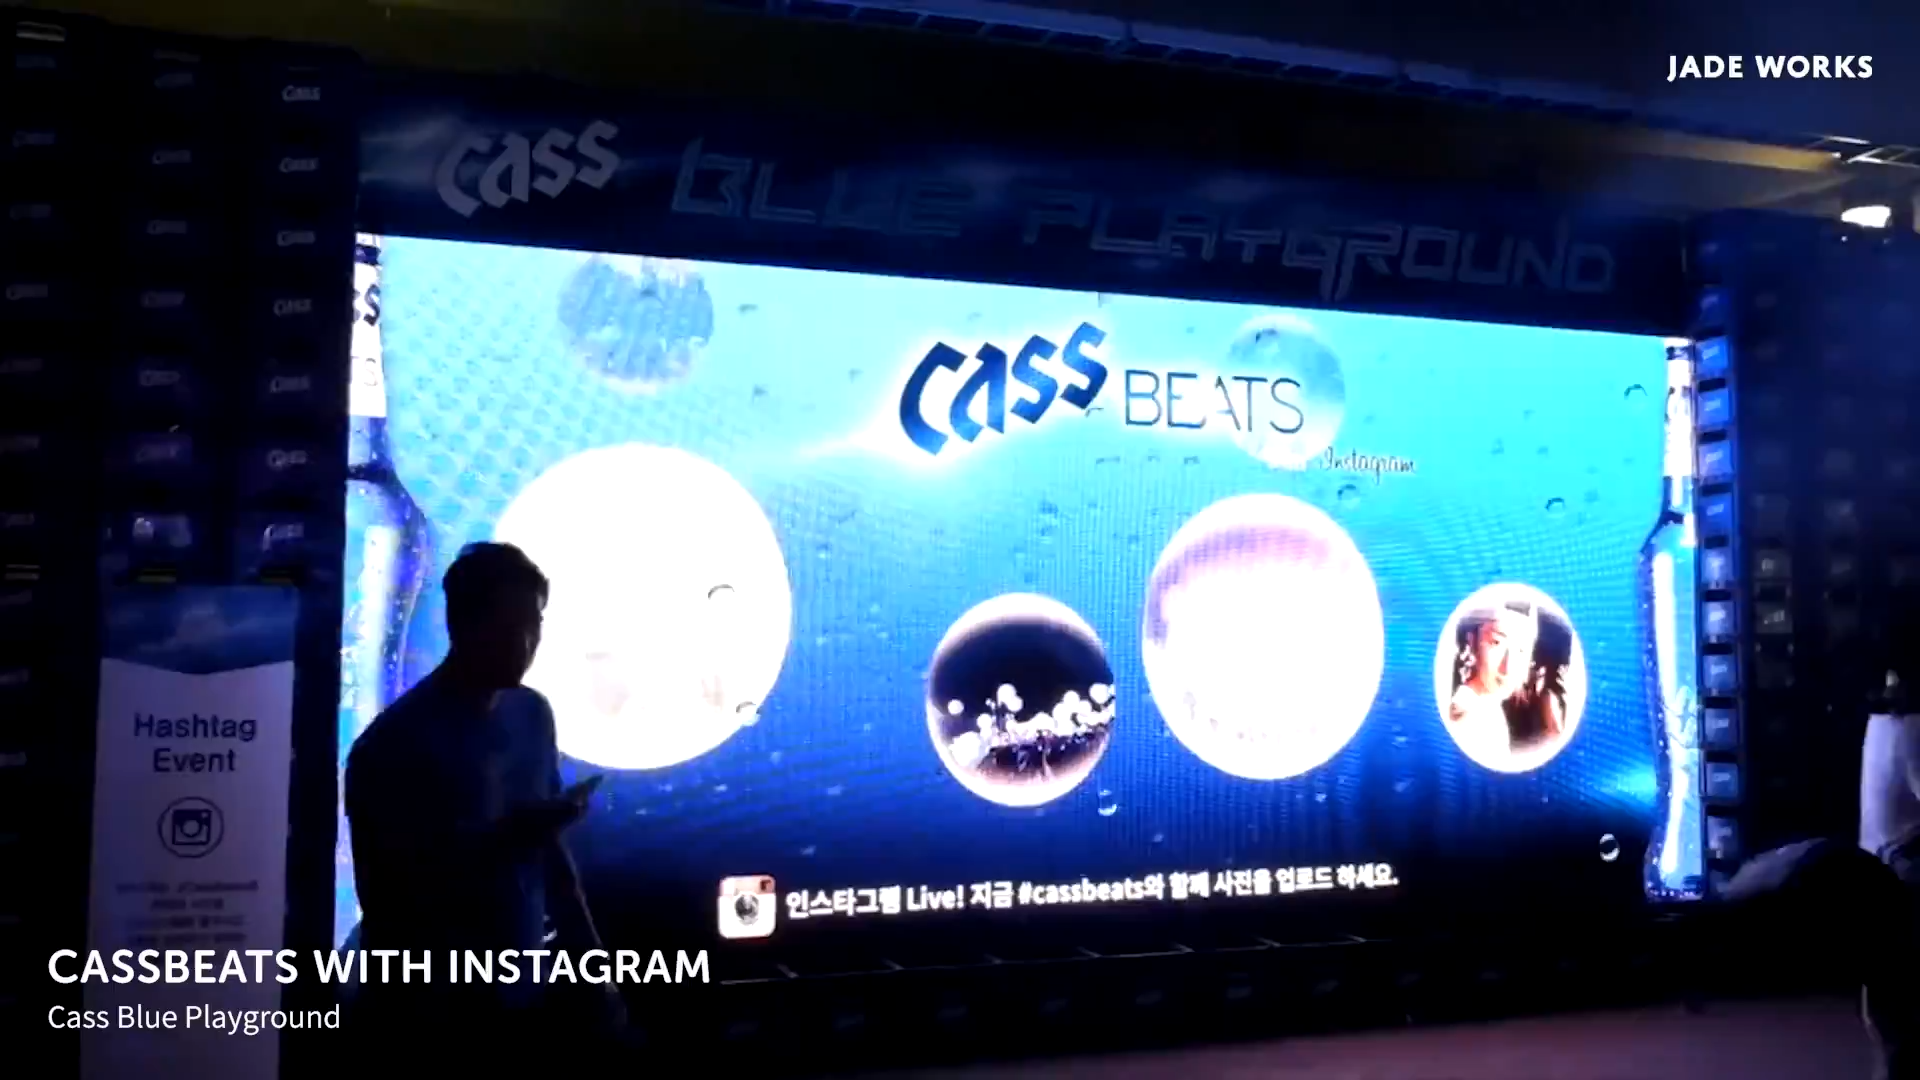 JADE WORKS
Cass BLUE PLAYGROUND
Cass BEATS
Instagram
Hashtag
Event
인스타그램 Live! 지금 #cassbeats와 함께 사진을 업로드 하세요.
CASSBEATS WITH INSTAGRAM
Cass Blue Playground